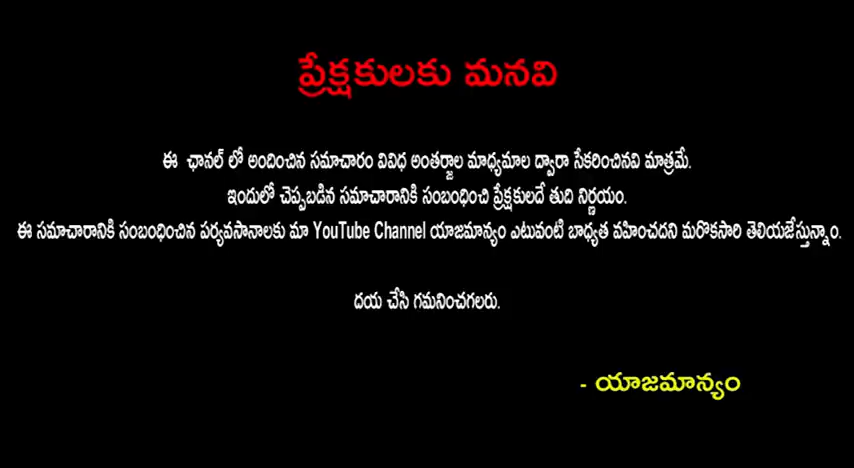 ప్రేక్షకులకు మనవి
ఈ ఛానల్ లో అందించిన సమాచారం వివిధ అంతర్జాల మాధ్యమాల ద్వారా సేకరించినవి మాత్రమే.
ఇందులో చెప్పబడిన సమాచారానికి సంబంధించి ప్రేక్షకులదే తుది నిర్ణయం.
ఈ సమాచారానికి సంబంధించిన పర్యవసానాలకు మా YouTube Channel యాజమాన్యం ఎటువంటి బాధ్యత వహించదని మరొకసారి తెలియజేస్తున్నాం.
దయ చేసి గమనించగలరు.
- యాజమాన్యం